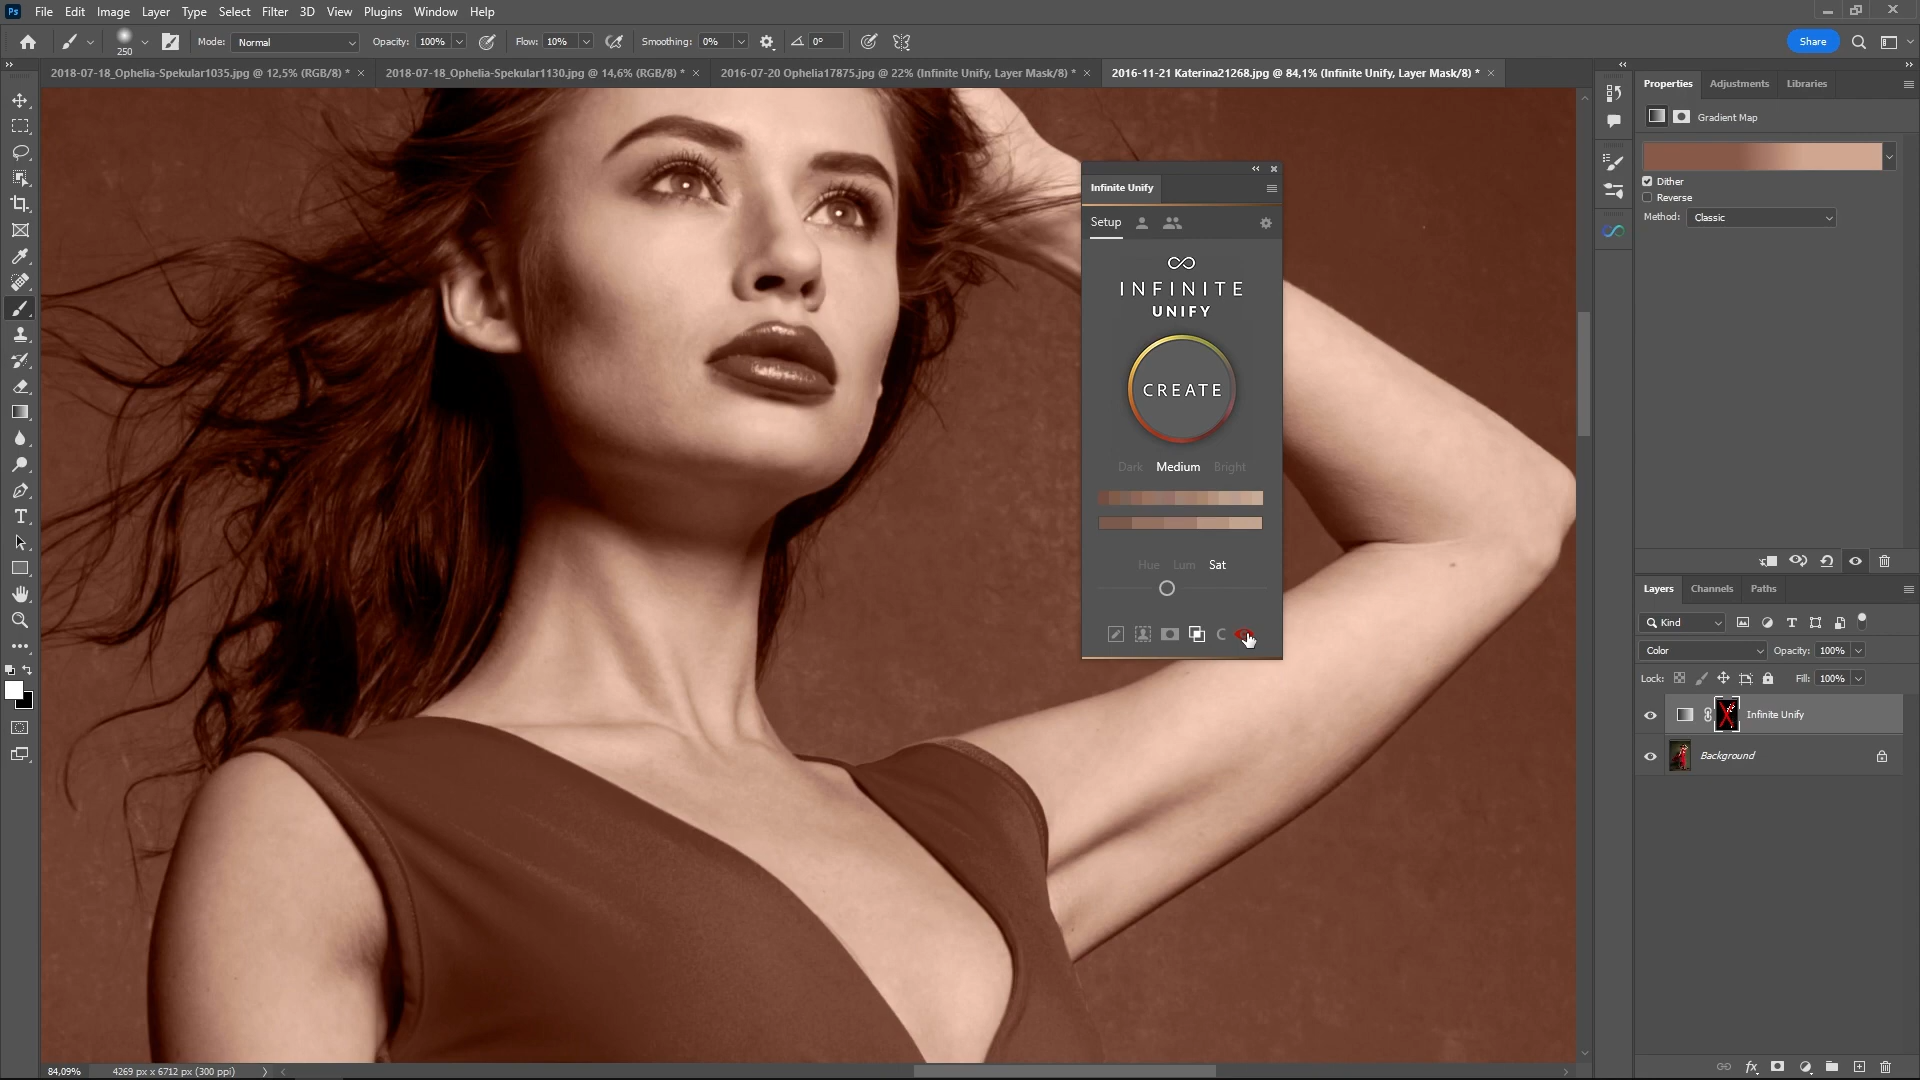 Ps File Edit Image Layer Type Select Filter 3D View Plugins Window Help
250 Mode: Normal Opacity: 100% Flow: 10% Smoothing: 0% 0° Share
2018-07-18_Ophelia-Spekular1035.jpg @ 12,5% (RGB/8) * 2018-07-18_Ophelia-Spekular1130.jpg @ 14,6% (RGB/8) * 2016-07-20 Ophelia17875.jpg @ 22% (Infinite Unify, Layer Mask/8) * 2016-11-21 Katerina21268.jpg @ 84,1% (Infinite Unify, Layer Mask/8) *
Properties Adjustments Libraries
Gradient Map
Dither
Reverse
Method: Classic
Infinite Unify
Setup
INFINITE
UNIFY
CREATE
Dark Medium Bright
Hue Lum Sat
C
Layers Channels Paths
Kind
Color Opacity: 100%
Lock: Fill: 100%
Infinite Unify
Background
fx
84,09% 4269 px x 6712 px (300 ppi)